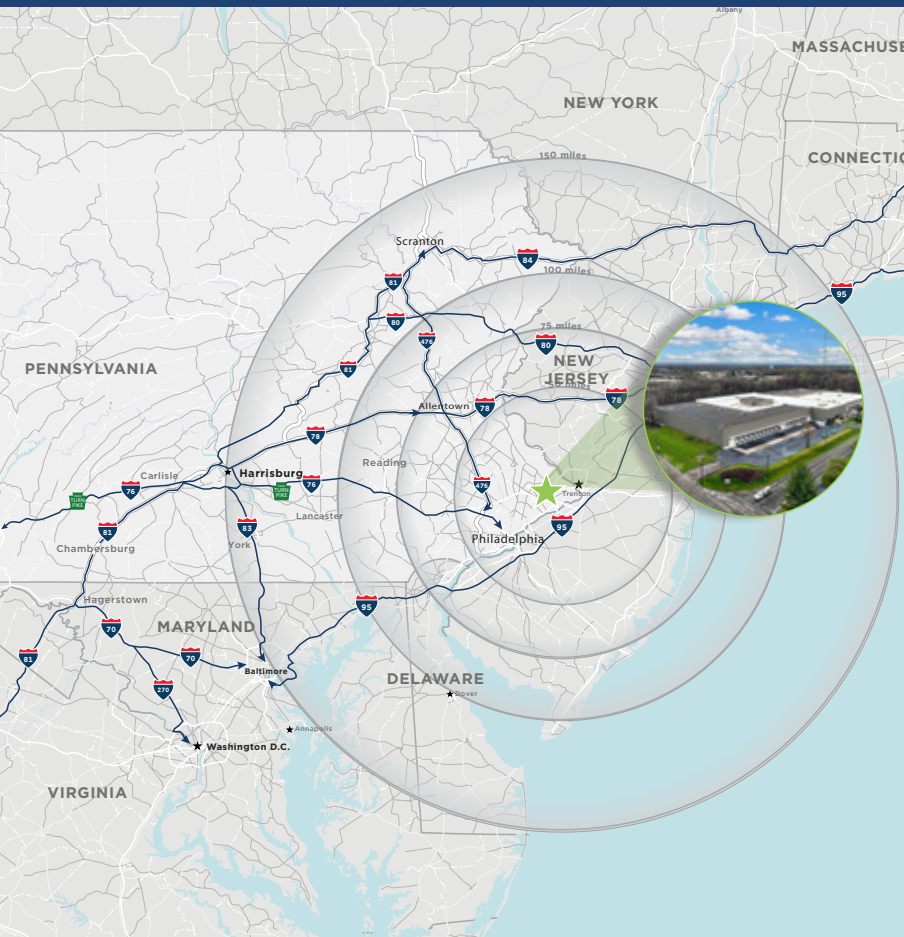 Albany
MASSACHUSE
NEW YORK
CONNECTIC
150 miles
Scranton
84
100 miles
81
95
80
75 miles
476
80
NEW
JERSEY
81
PENNSYLVANIA
78
Allentown
78
78
Reading
Harrisburg
Carlisle
76
TURN
PIKE
76
476
TURN
PIKE
Trenton
Lancaster
81
83
95
Philadelphia
Chambersburg
York
Hagerstown
95
70
MARYLAND
81
70
Baltimore
DELAWARE
270
Dover
Annapolis
Washington D.C.
VIRGINIA